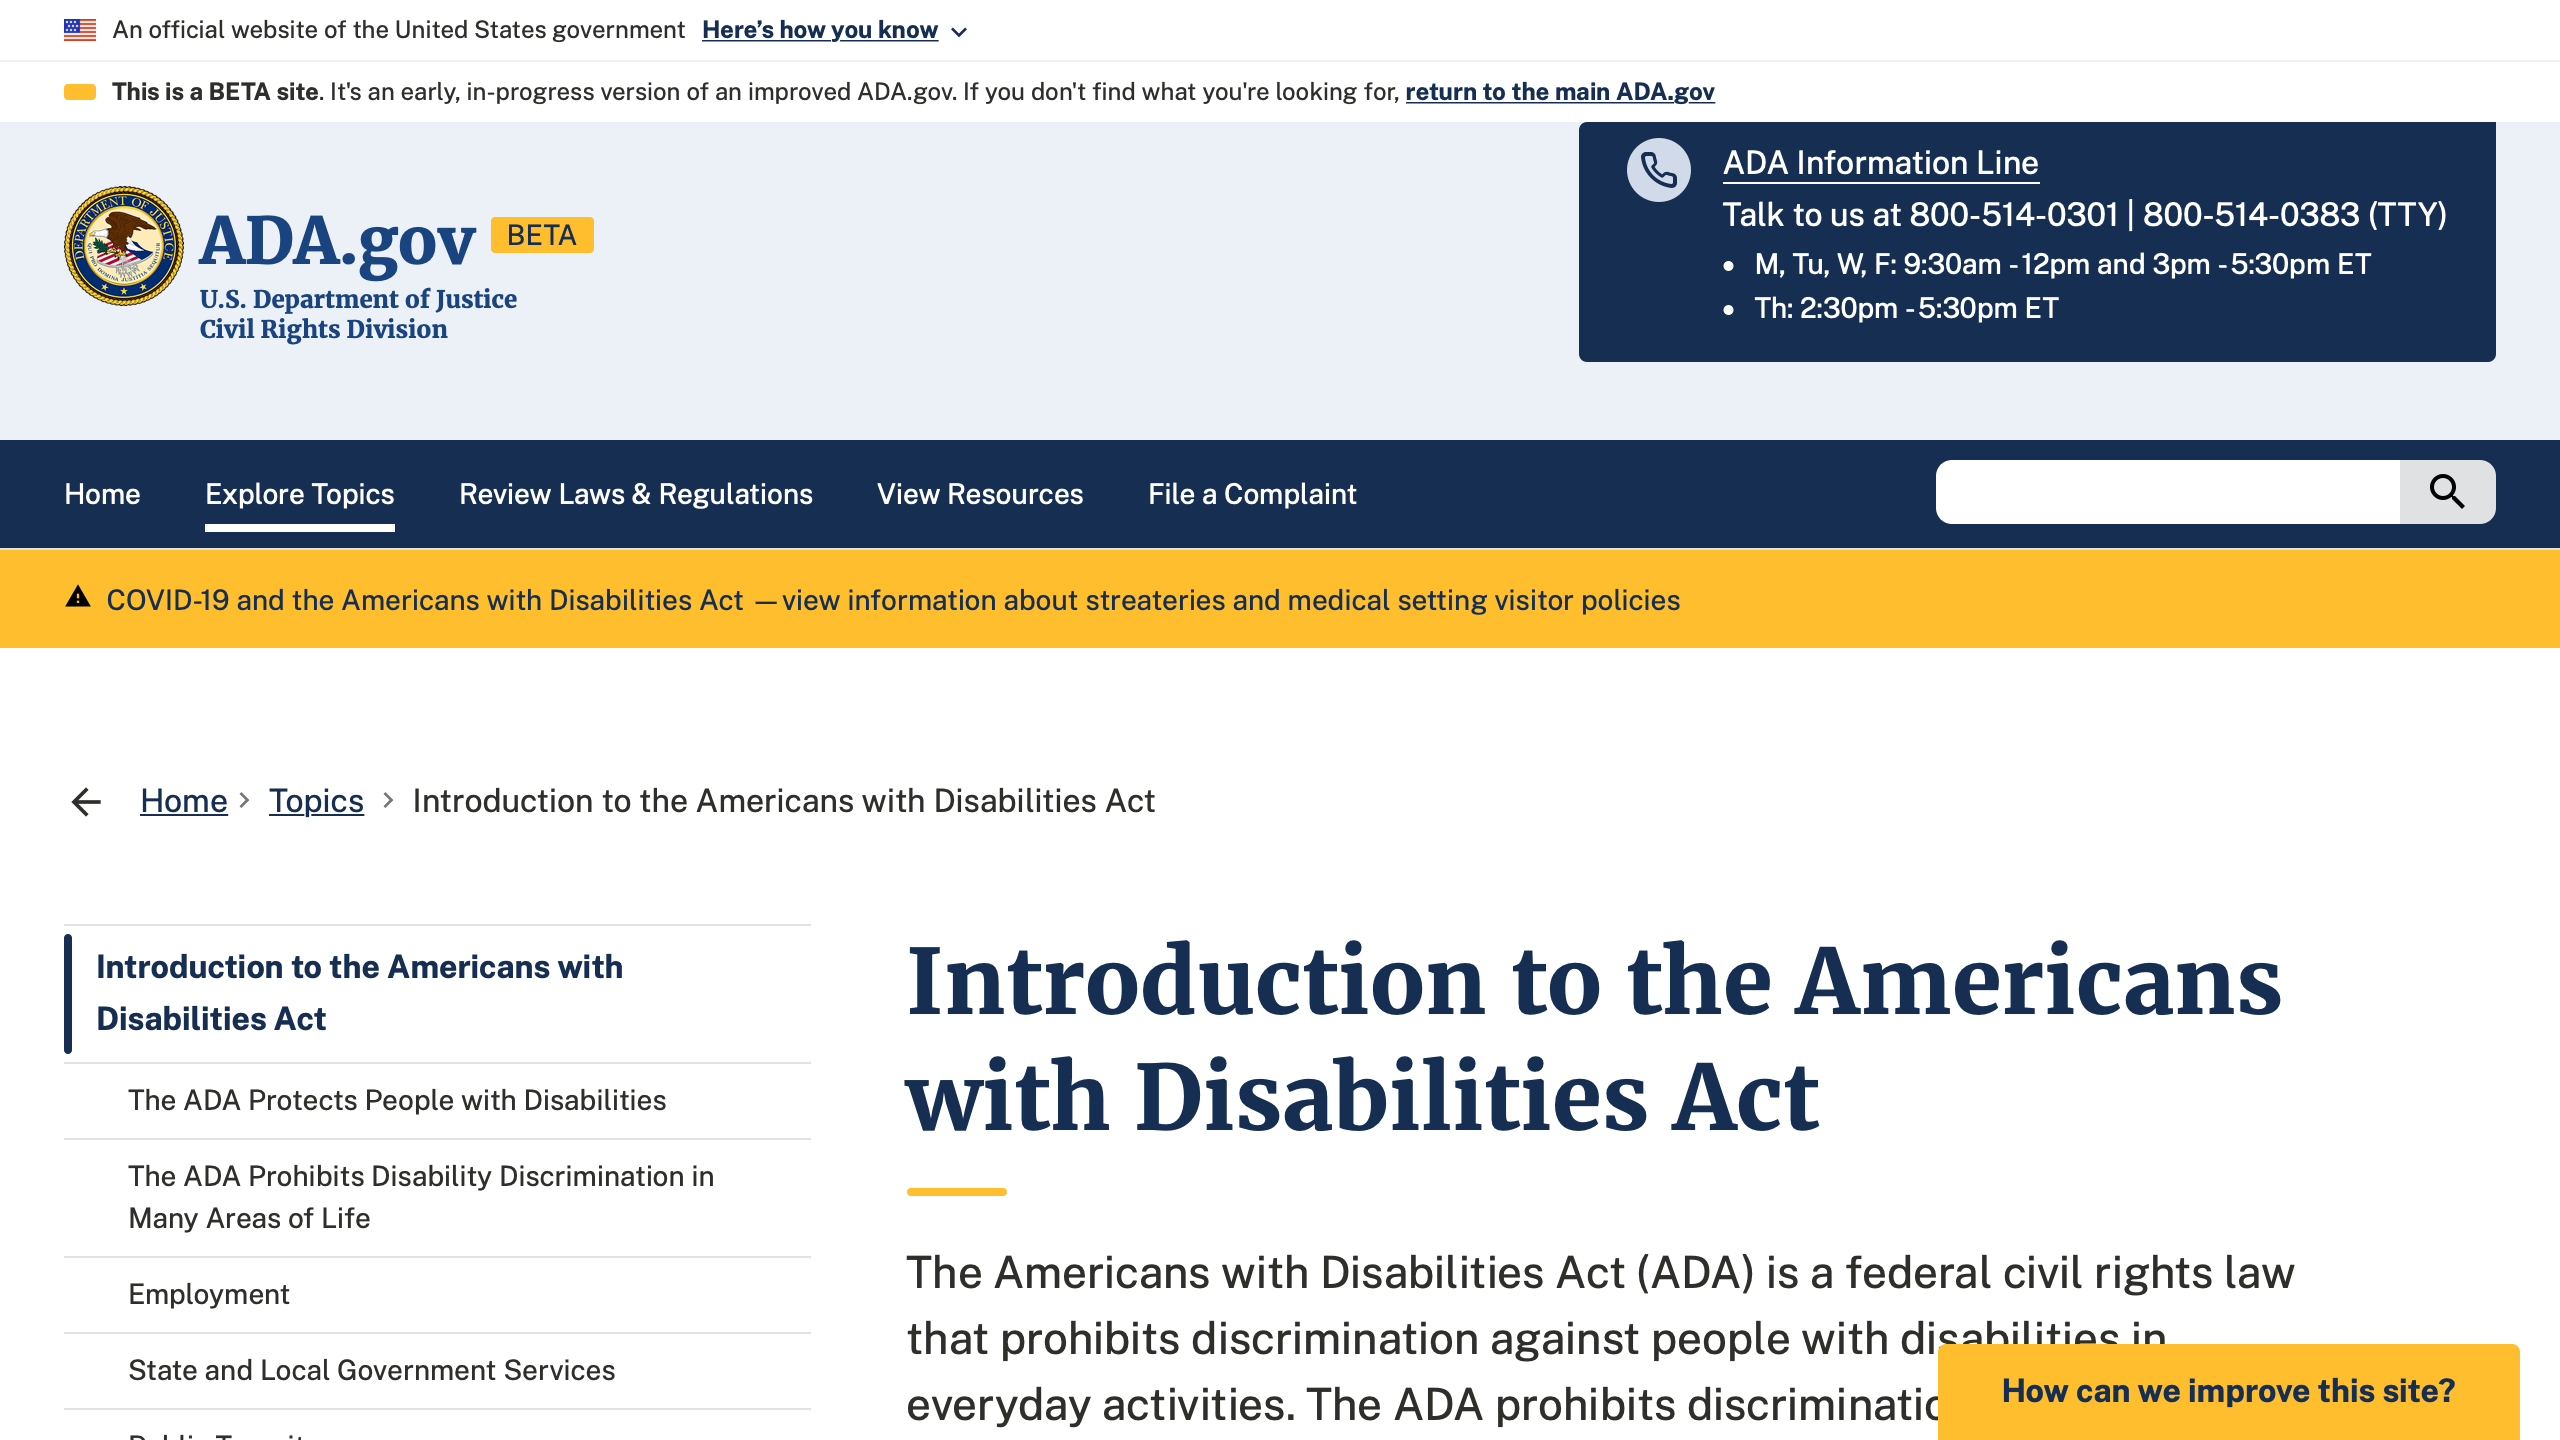 An official website of the United States government Here’s how you know
This is a BETA site. It's an early, in-progress version of an improved ADA.gov. If you don't find what you're looking for, return to the main ADA.gov
ADA.gov BETA
U.S. Department of Justice
Civil Rights Division
ADA Information Line
Talk to us at 800-514-0301 | 800-514-0383 (TTY)
• M, Tu, W, F: 9:30am - 12pm and 3pm - 5:30pm ET
• Th: 2:30pm - 5:30pm ET
Home Explore Topics Review Laws & Regulations View Resources File a Complaint
COVID-19 and the Americans with Disabilities Act — view information about streateries and medical setting visitor policies
Home > Topics > Introduction to the Americans with Disabilities Act
Introduction to the Americans with
Disabilities Act
The ADA Protects People with Disabilities
The ADA Prohibits Disability Discrimination in
Many Areas of Life
Employment
State and Local Government Services
Introduction to the Americans
with Disabilities Act
The Americans with Disabilities Act (ADA) is a federal civil rights law
that prohibits discrimination against people with disabilities in
everyday activities. The ADA prohibits
How can we improve this site?